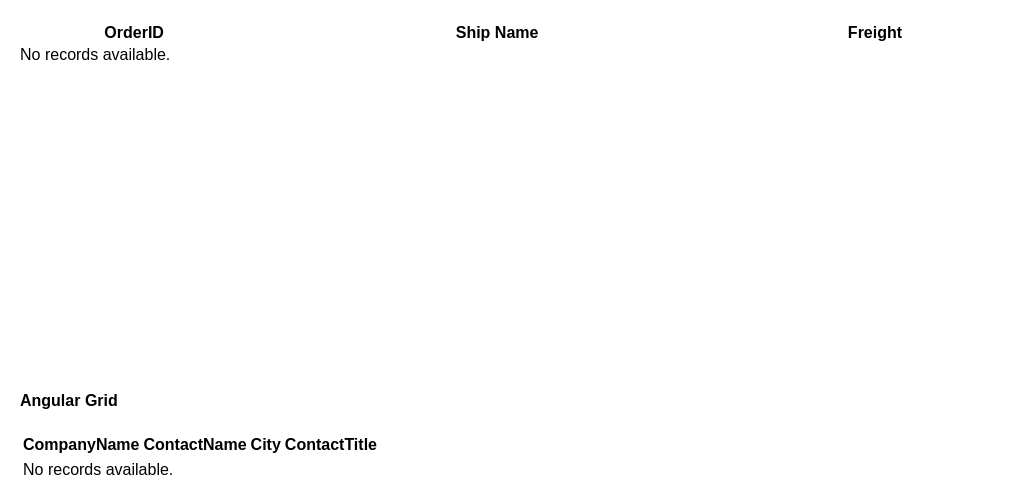 OrderID Ship Name Freight
No records available.
Angular Grid
CompanyName ContactName City ContactTitle
No records available.